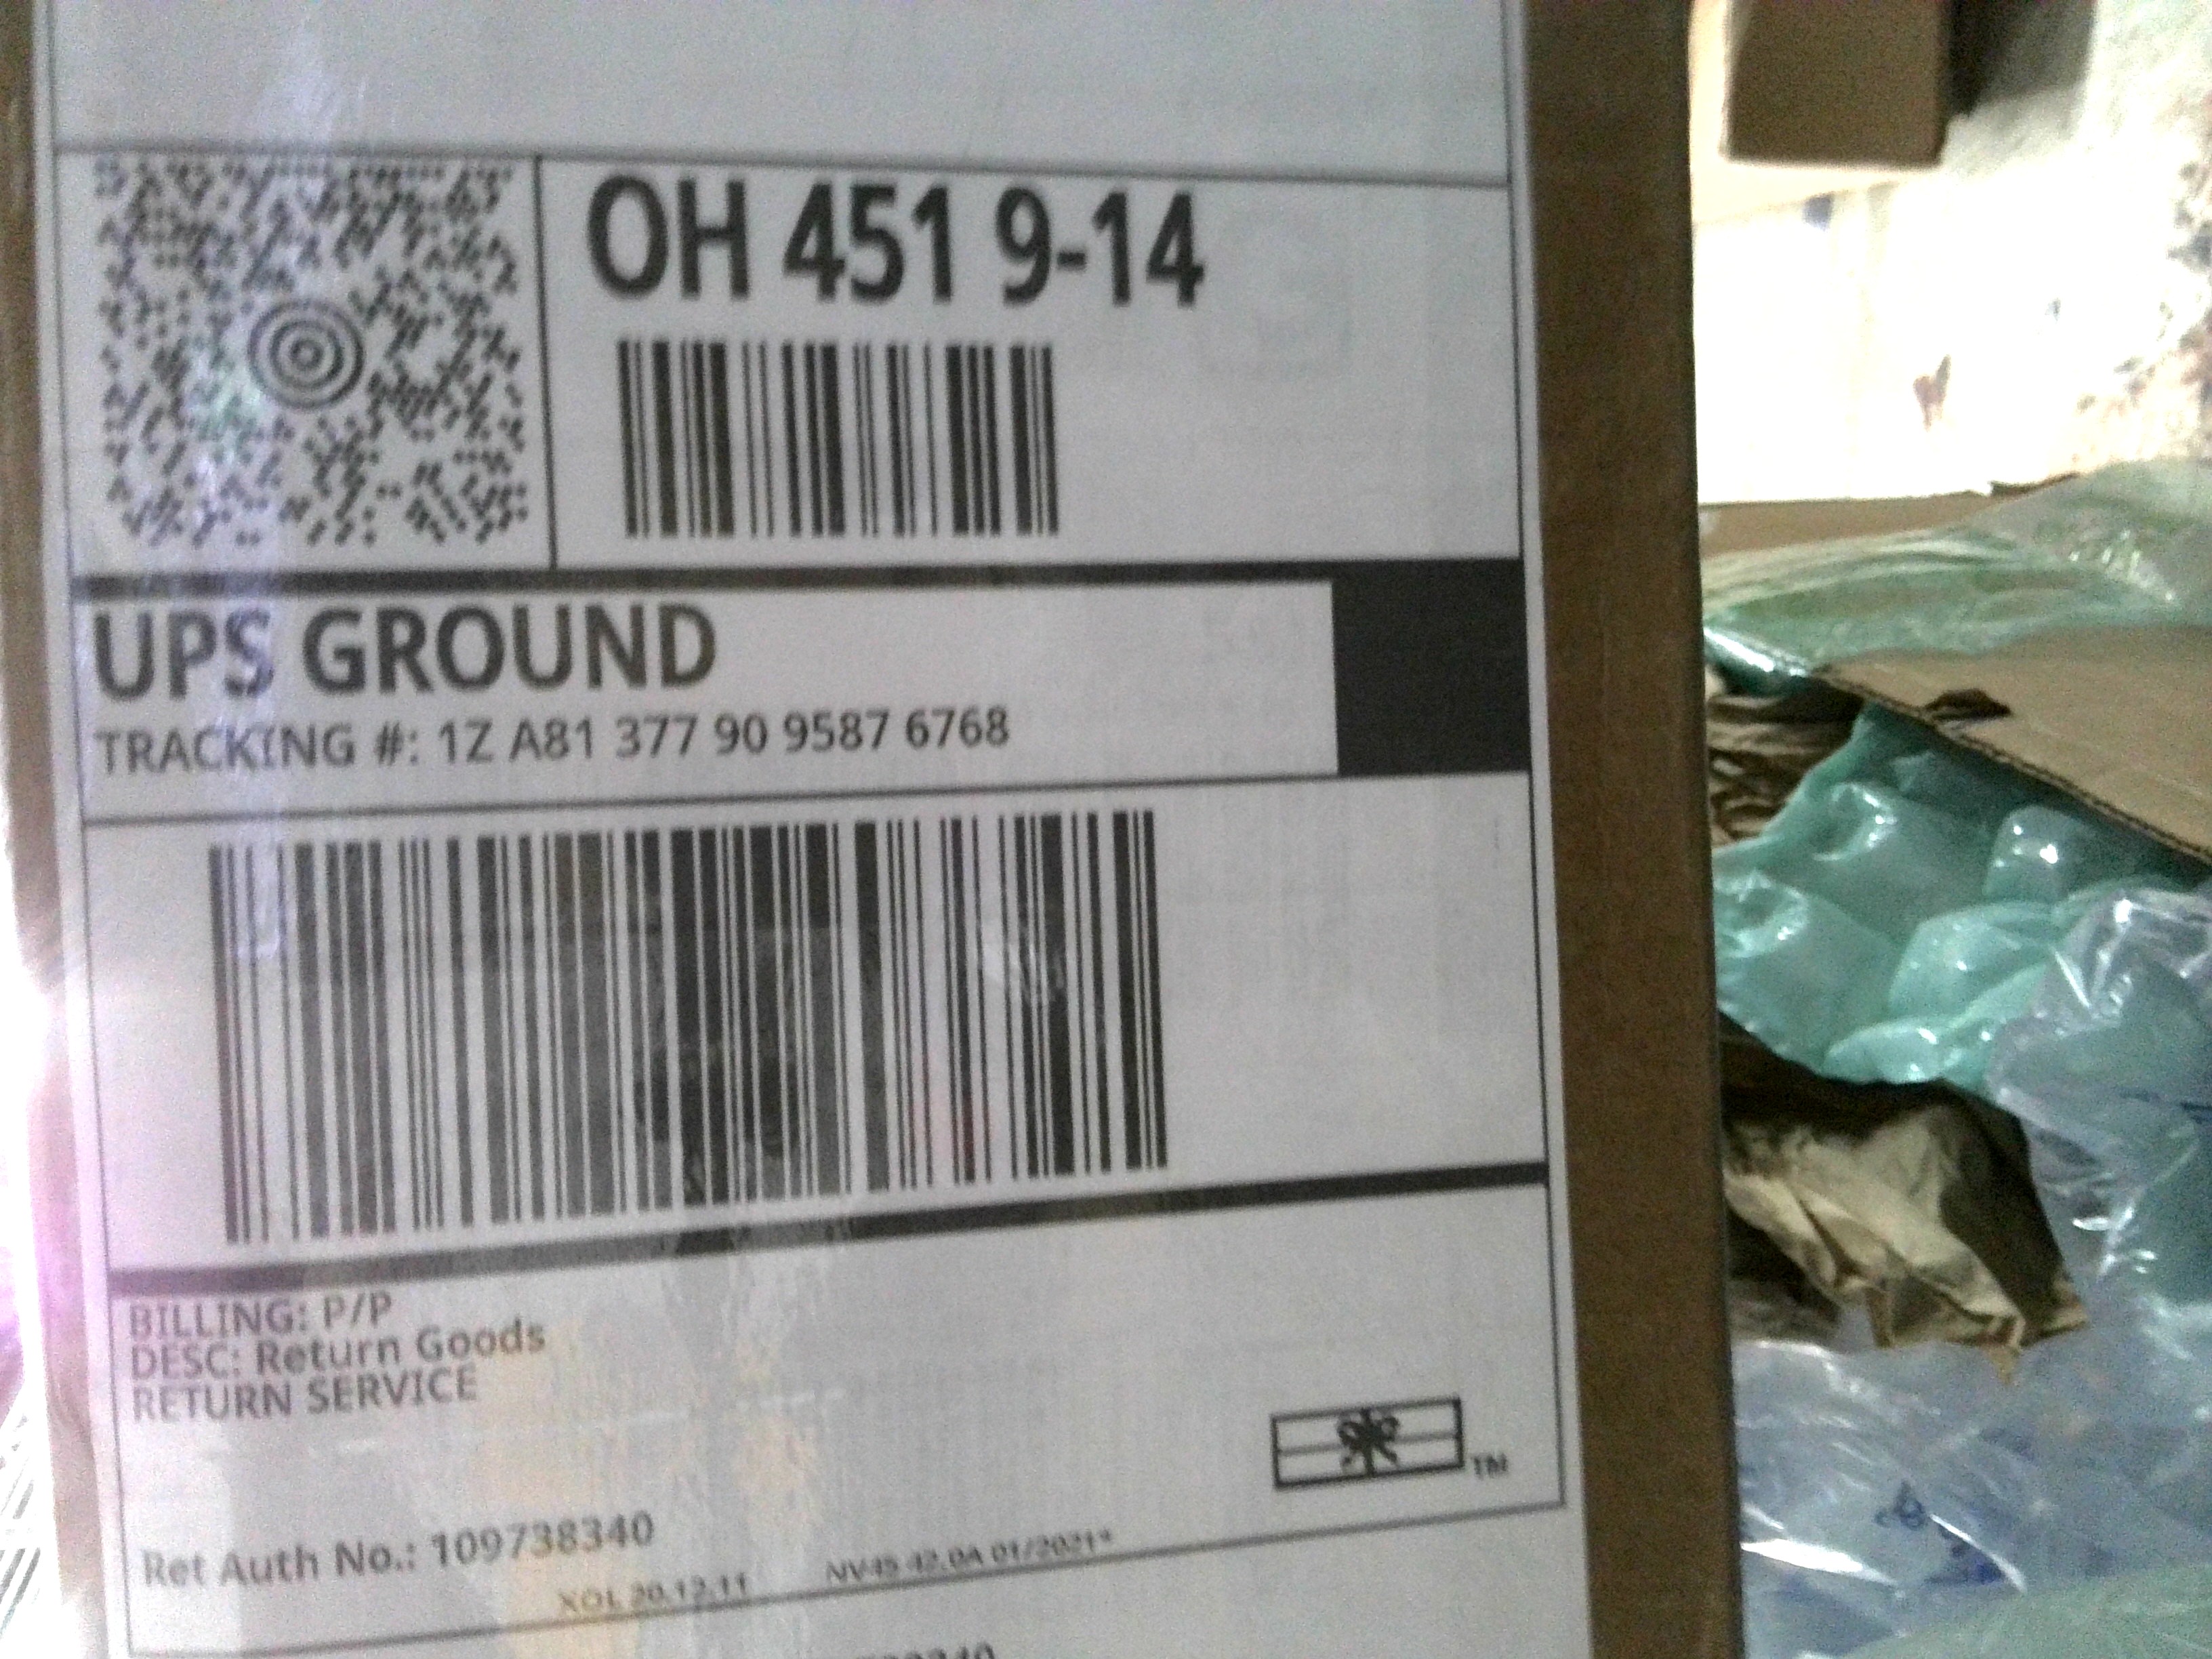 OH 451 9-14
UPS GROUND
TRACKING #: 1Z A81 377 90 9587 6768
BILLING: P/P
DESC: Return Goods
RETURN SERVICE
TM
Ret Auth No.: 109738340
XOL 20.12.11 NV45 42.0A 01/2021*